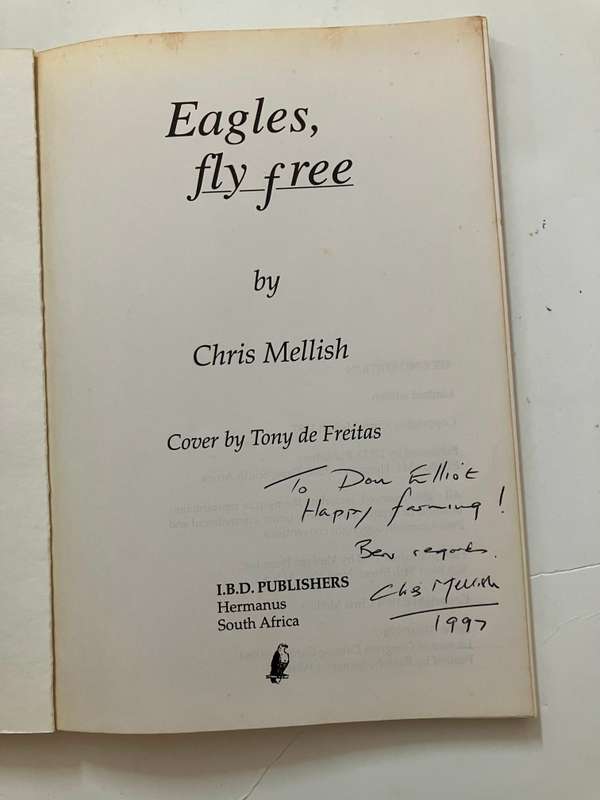 Eagles,
fly free
by
Chris Mellish
Cover by Tony de Freitas
To Don Elliot
Happy farming!
Best regards.
Chris Mellish
1997
I.B.D. PUBLISHERS
Hermanus
South Africa